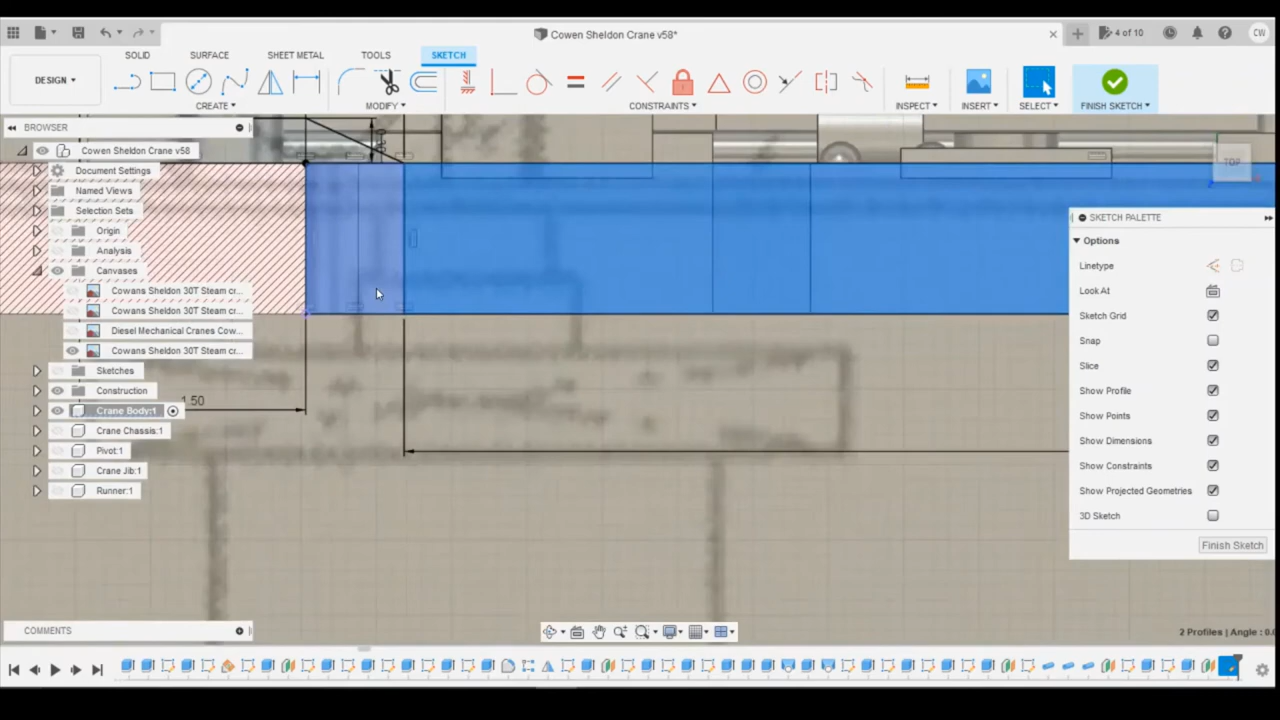 Cowen Sheldon Crane v58*
4 of 10
CW
DESIGN
SOLID
SURFACE
SHEET METAL
TOOLS
SKETCH
CREATE
MODIFY
CONSTRAINTS
INSPECT
INSERT
SELECT
FINISH SKETCH
BROWSER
Cowen Sheldon Crane v58
Document Settings
Named Views
Selection Sets
Origin
Analysis
Canvases
Cowans Sheldon 30T Steam cr...
Cowans Sheldon 30T Steam cr...
Diesel Mechanical Cranes Cow...
Cowans Sheldon 30T Steam cr...
Sketches
Construction
Crane Body:1
Crane Chassis:1
Pivot:1
Crane Jib:1
Runner:1
1.50
TOP
SKETCH PALETTE
Options
Linetype
Look At
Sketch Grid
Snap
Slice
Show Profile
Show Points
Show Dimensions
Show Constraints
Show Projected Geometries
3D Sketch
Finish Sketch
COMMENTS
2 Profiles | Angle :